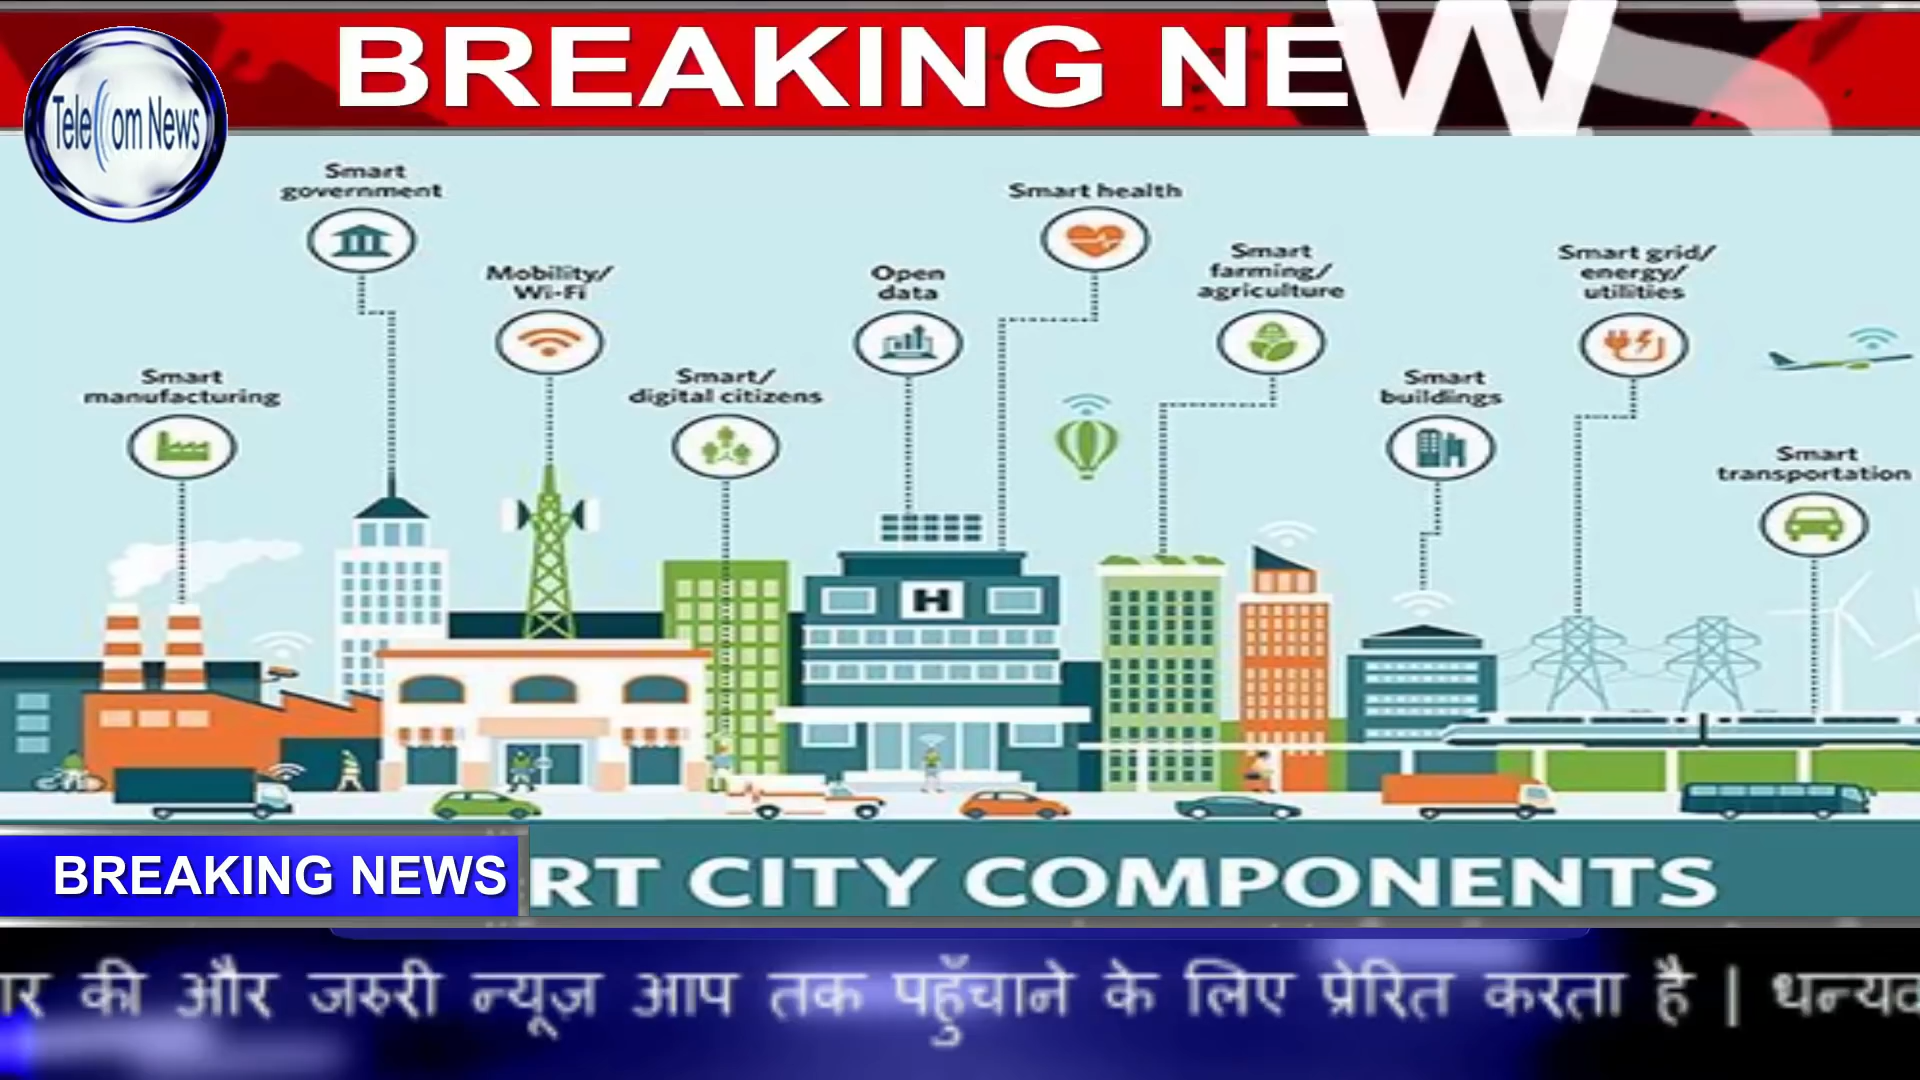 BREAKING NEWS
Telecom News
Smart
government
Smart health
Mobility/
Wi-Fi
Open
data
Smart
farming/
agriculture
Smart grid/
energy/
utilities
Smart
manufacturing
Smart/
digital citizens
Smart
buildings
Smart
transportation
H
BREAKING NEWS
RT CITY COMPONENTS
की और जरुरी न्यूज़ आप तक पहुँचाने के लिए प्रेरित करता है |